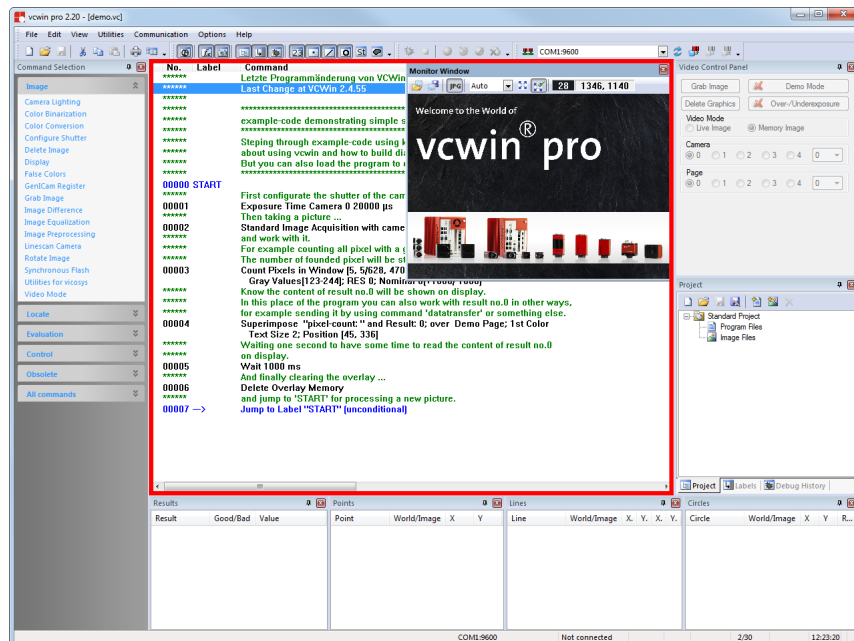 vcwin pro 2.20 - [demo.vc]
File Edit View Utilities Communication Options Help
COM1:9600
Command Selection
Image
Camera Lighting
Color Binarization
Color Conversion
Configure Shutter
Delete Image
Display
False Colors
GenICam Register
Grab Image
Image Difference
Image Equalization
Image Preprocessing
Linescan Camera
Rotate Image
Synchronous Flash
Utilities for vicosys
Video Mode
Locate
Evaluation
Control
Obsolete
All commands
No. Label Command
****** Letzte Programmänderung von VCWin
****** Last Change at VCWin 2.4.55
******
****** ****************************************
****** example-code demonstrating simple s
****** ****************************************
****** Steping through example-code using k
****** about using vcwin and how to build dia
****** But you can also load the program to
****** ****************************************
00000 START
****** First configurate the shutter of the cam
00001 Exposure Time Camera 0 20000 µs
****** Then taking a picture ...
00002 Standard Image Acquisition with came
****** and work with it.
****** For example counting all pixel with a g
****** The number of founded pixel will be st
00003 Count Pixels in Window [5, 5/628, 470
Gray Values[123-244]; RES 0; Nominal 0[+1000/-1000]
****** Know the content of result no.0 will be shown on display.
****** In this place of the program you can also work with result no.0 in other ways,
****** for example sending it by using command 'datatransfer' or something else.
00004 Superimpose "pixel-count: " and Result: 0; over Demo Page; 1st Color
Text Size 2; Position [45, 336]
****** Waiting one second to have some time to read the content of result no.0
****** on display.
00005 Wait 1000 ms
****** And finally clearing the overlay ...
00006 Delete Overlay Memory
****** and jump to 'START' for processing a new picture.
00007 --> Jump to Label "START" (unconditional)
Monitor Window
JPG Auto 28 1346, 1140
Welcome to the World of
vcwin® pro
Video Control Panel
Grab Image Demo Mode
Delete Graphics Over-/Underexposure
Video Mode
Live Image Memory Image
Camera
0 1 2 3 4 0
Page
0 1 2 3 4 0
Project
Standard Project
Program Files
Image Files
Project Labels Debug History
Results
Result Good/Bad Value
Points
Point World/Image X Y
Lines
Line World/Image X. Y. X. Y.
Circles
Circle World/Image X Y R...
COM1:9600 Not connected 2/30 12:23:20